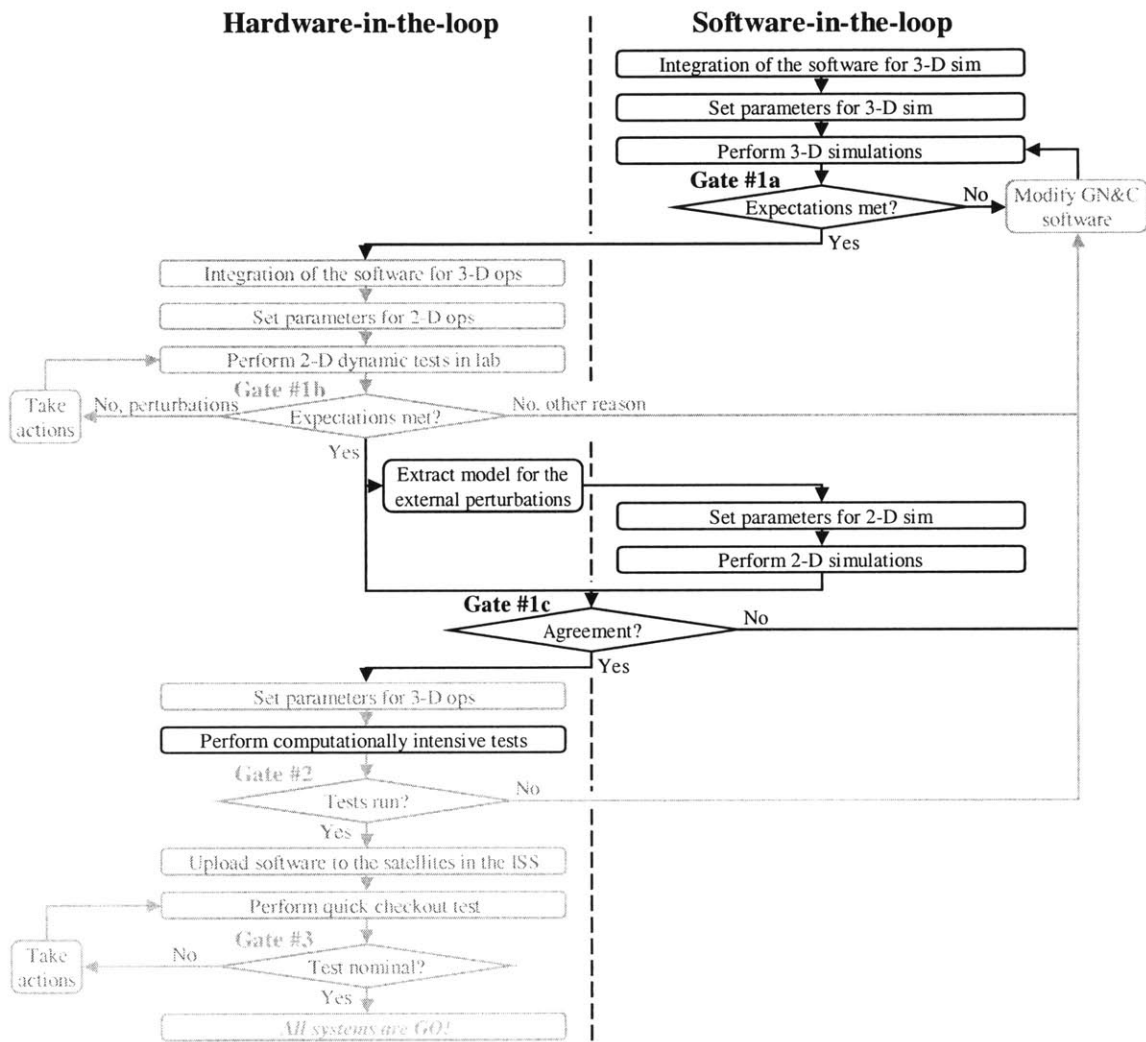 Hardware-in-the-loop
Software-in-the-loop
Integration of the software for 3-D sim
Set parameters for 3-D sim
Perform 3-D simulations
Gate #1a
Expectations met?
No
Modify GN&C
software
Yes
Integration of the software for 3-D ops
Set parameters for 2-D ops
Perform 2-D dynamic tests in lab
Gate #1b
Take
actions
No, perturbations
Expectations met?
No, other reason
Yes
Extract model for the
external perturbations
Set parameters for 2-D sim
Perform 2-D simulations
Gate #1c
Agreement?
No
Yes
Set parameters for 3-D ops
Perform computationally intensive tests
Gate #2
Tests run?
No
Yes
Upload software to the satellites in the ISS
Perform quick checkout test
Gate #3
Take
actions
No
Test nominal?
Yes
All systems are GO!